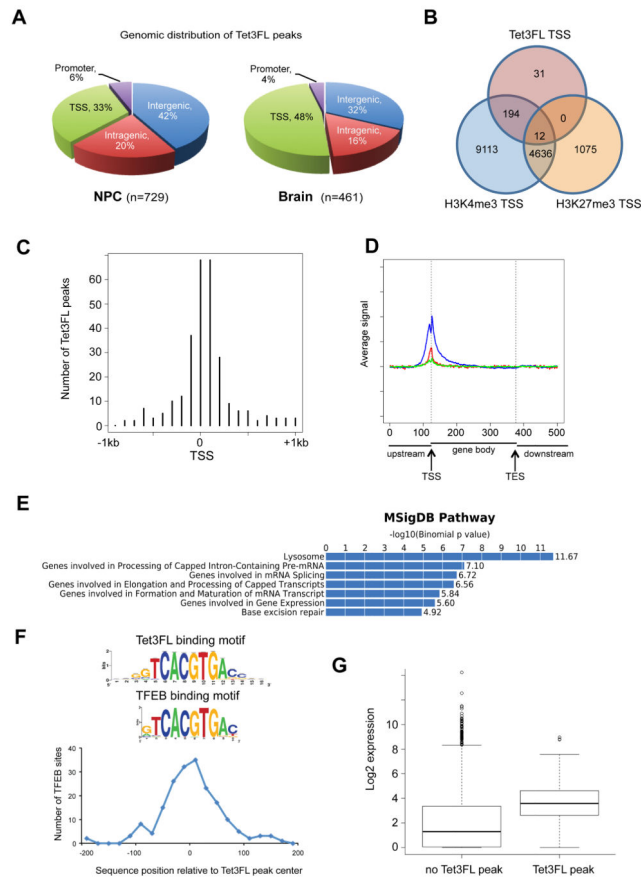 A
Genomic distribution of Tet3FL peaks
Promoter,
6%
TSS, 33%
Intergenic,
42%
Intragenic,
20%
NPC (n=729)
Promoter,
4%
TSS, 48%
Intergenic,
32%
Intragenic,
16%
Brain (n=461)
B
Tet3FL TSS
31
194
0
12
9113
4636
1075
H3K4me3 TSS
H3K27me3 TSS
C
Number of Tet3FL peaks
60
50
40
30
20
10
0
-1kb
0
+1kb
TSS
D
Average signal
0 100 200 300 400 500
upstream
gene body
downstream
TSS
TES
E
MSigDB Pathway
-log10(Binomial p value)
0 1 2 3 4 5 6 7 8 9 10 11
Lysosome 11.67
Genes involved in Processing of Capped Intron-Containing Pre-mRNA 7.10
Genes involved in mRNA Splicing 6.72
Genes involved in Elongation and Processing of Capped Transcripts 6.56
Genes involved in Formation and Maturation of mRNA Transcript 5.84
Genes involved in Gene Expression 5.60
Base excision repair 4.92
F
Tet3FL binding motif
GTCACGTGACC
TFEB binding motif
GTCACGTGAC
Number of TFEB sites
40
30
20
10
0
-200 -100 0 100 200
Sequence position relative to Tet3FL peak center
G
Log2 expression
10
8
6
4
2
0
no Tet3FL peak
Tet3FL peak